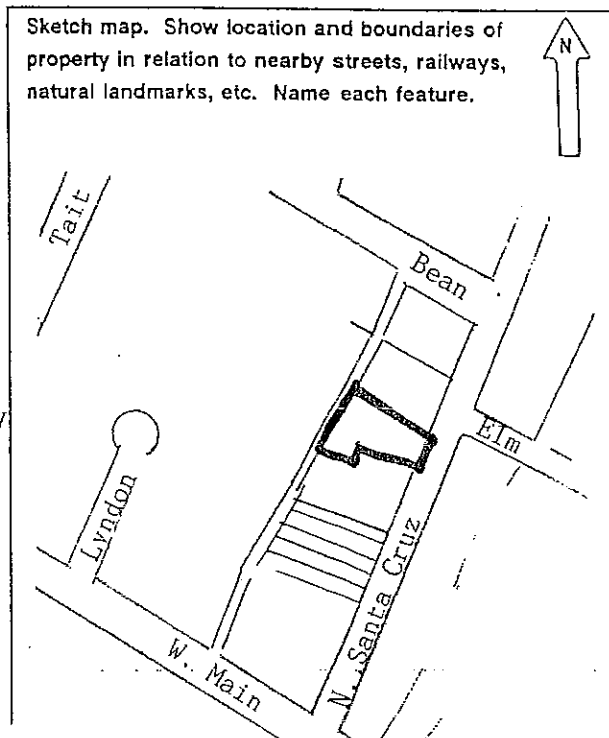 Sketch map. Show location and boundaries of
property in relation to nearby streets, railways,
natural landmarks, etc. Name each feature.
N
Tait
Bean
Elm
Lyndon
N. Santa Cruz
W. Main